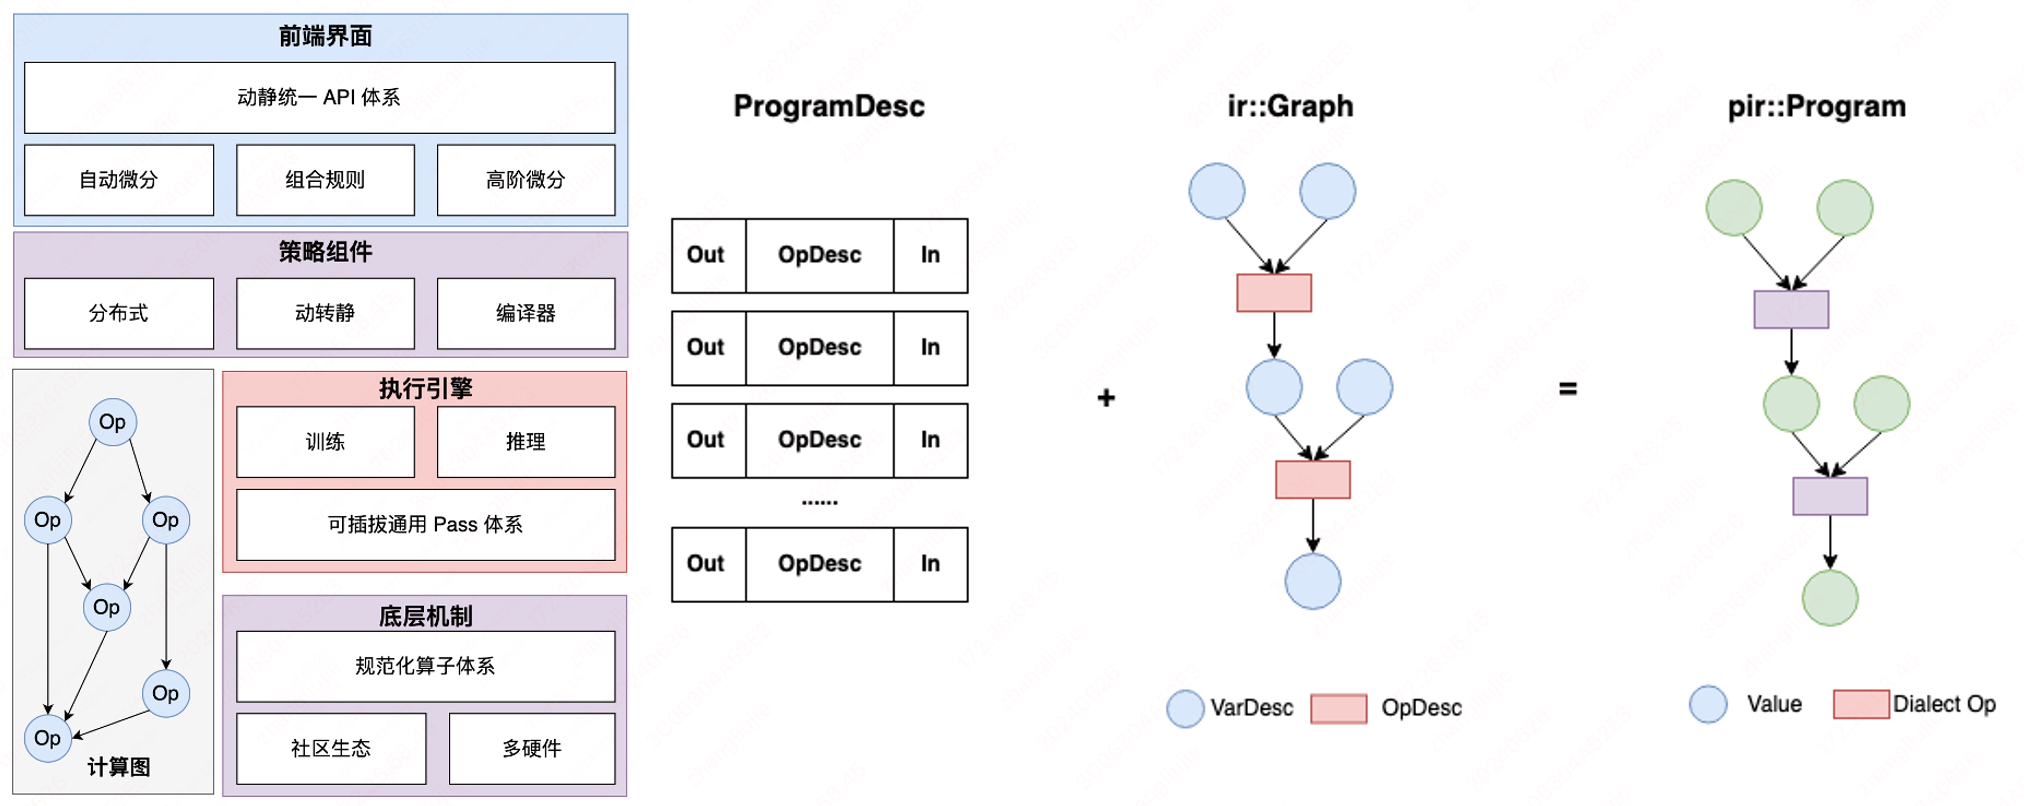 前端界面
动静统一 API 体系
自动微分
组合规则
高阶微分
策略组件
分布式
动转静
编译器
Op
Op
Op
Op
Op
Op
计算图
执行引擎
训练
推理
可插拔通用 Pass 体系
底层机制
规范化算子体系
社区生态
多硬件
ProgramDesc
Out OpDesc In
Out OpDesc In
Out OpDesc In
......
Out OpDesc In
+
ir::Graph
VarDesc
OpDesc
=
pir::Program
Value
Dialect Op